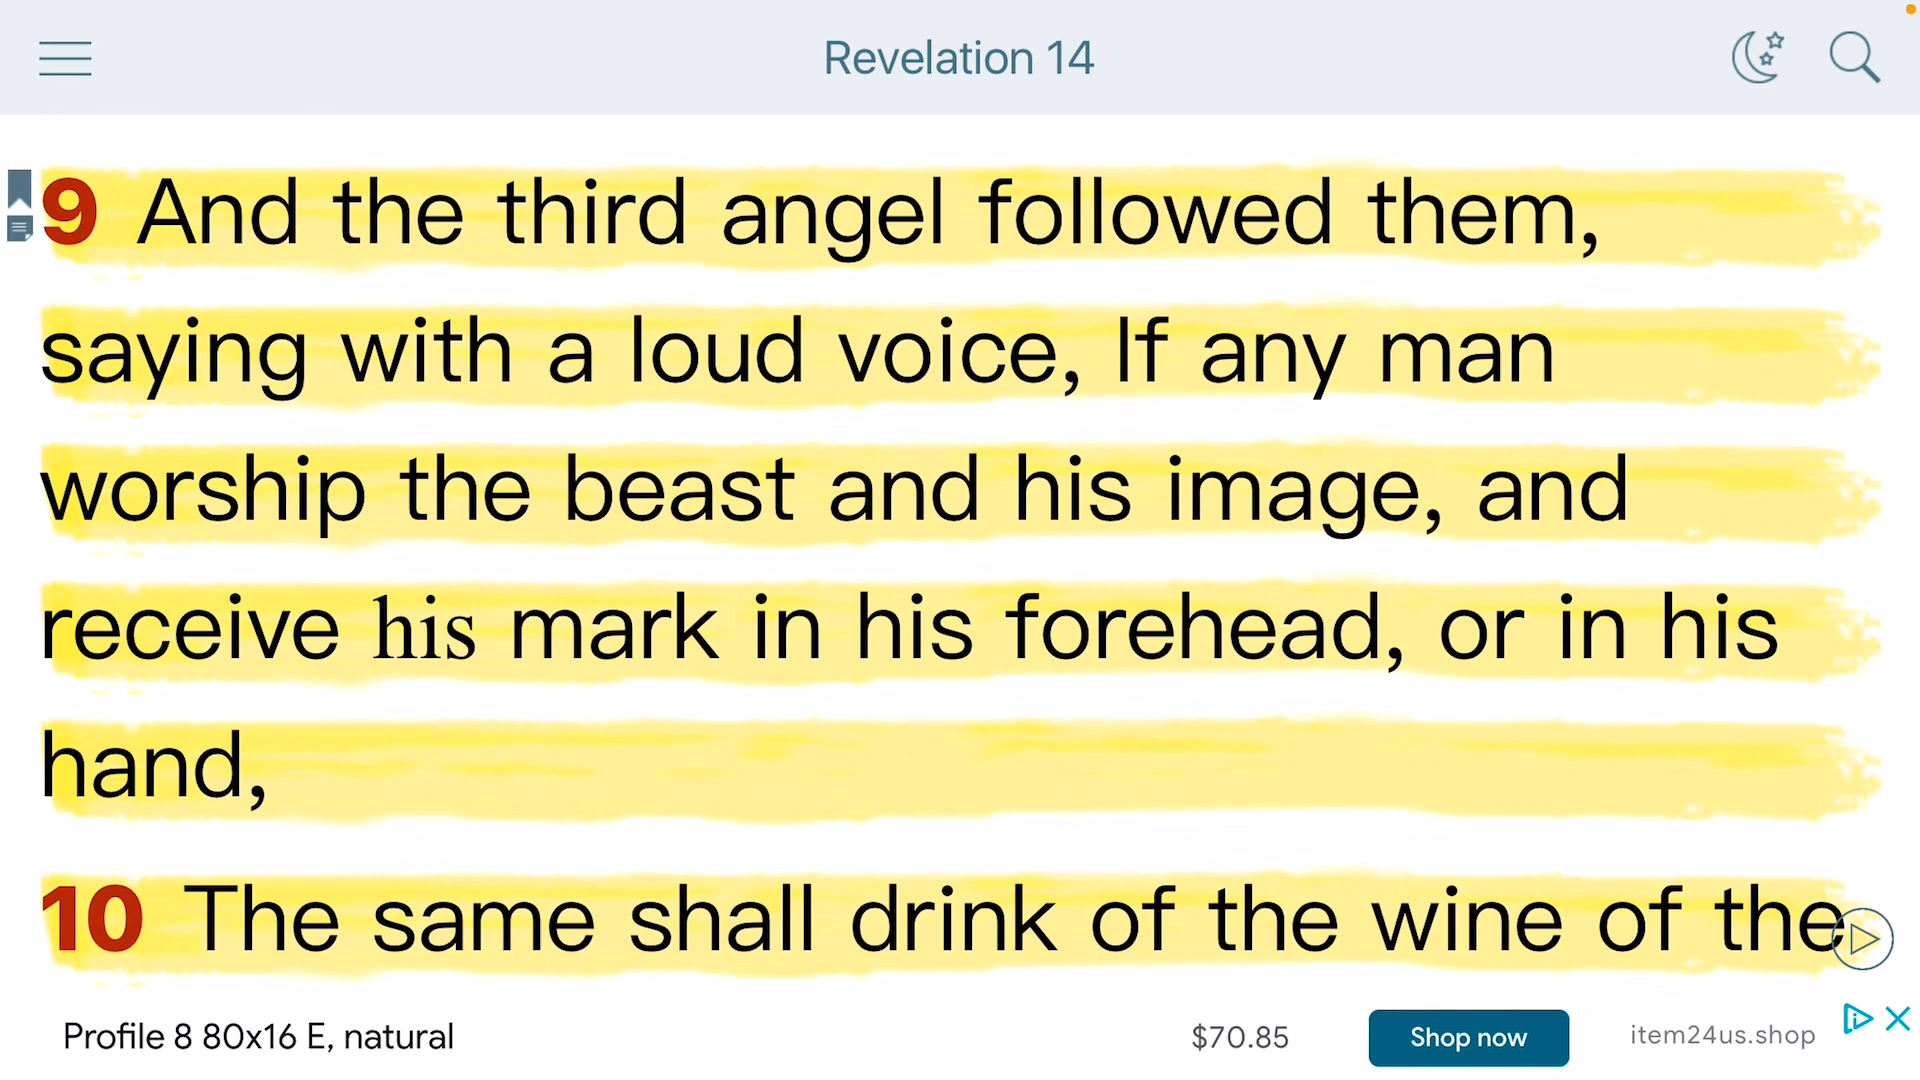 Revelation 14
9 And the third angel followed them,
saying with a loud voice, If any man
worship the beast and his image, and
receive his mark in his forehead, or in his
hand,
10 The same shall drink of the wine of the
Profile 8 80x16 E, natural $70.85 Shop now item24us.shop